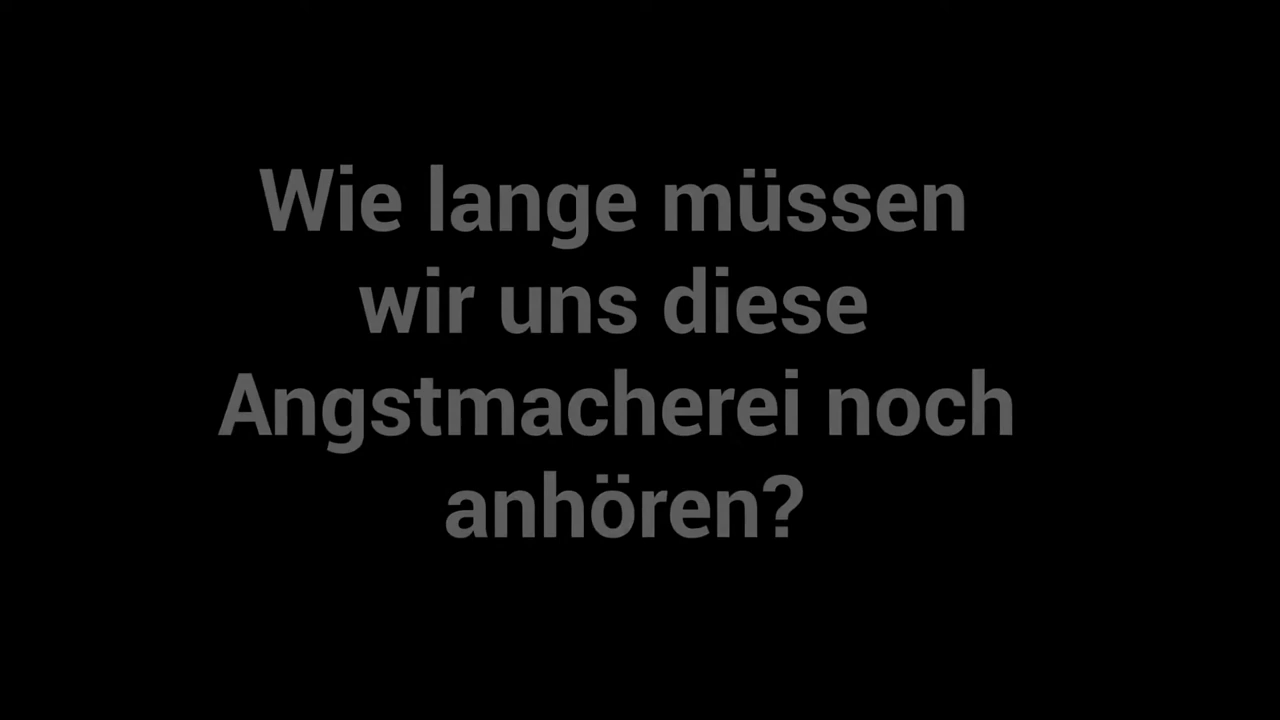 Wie lange müssen
wir uns diese
Angstmacherei noch
anhören?